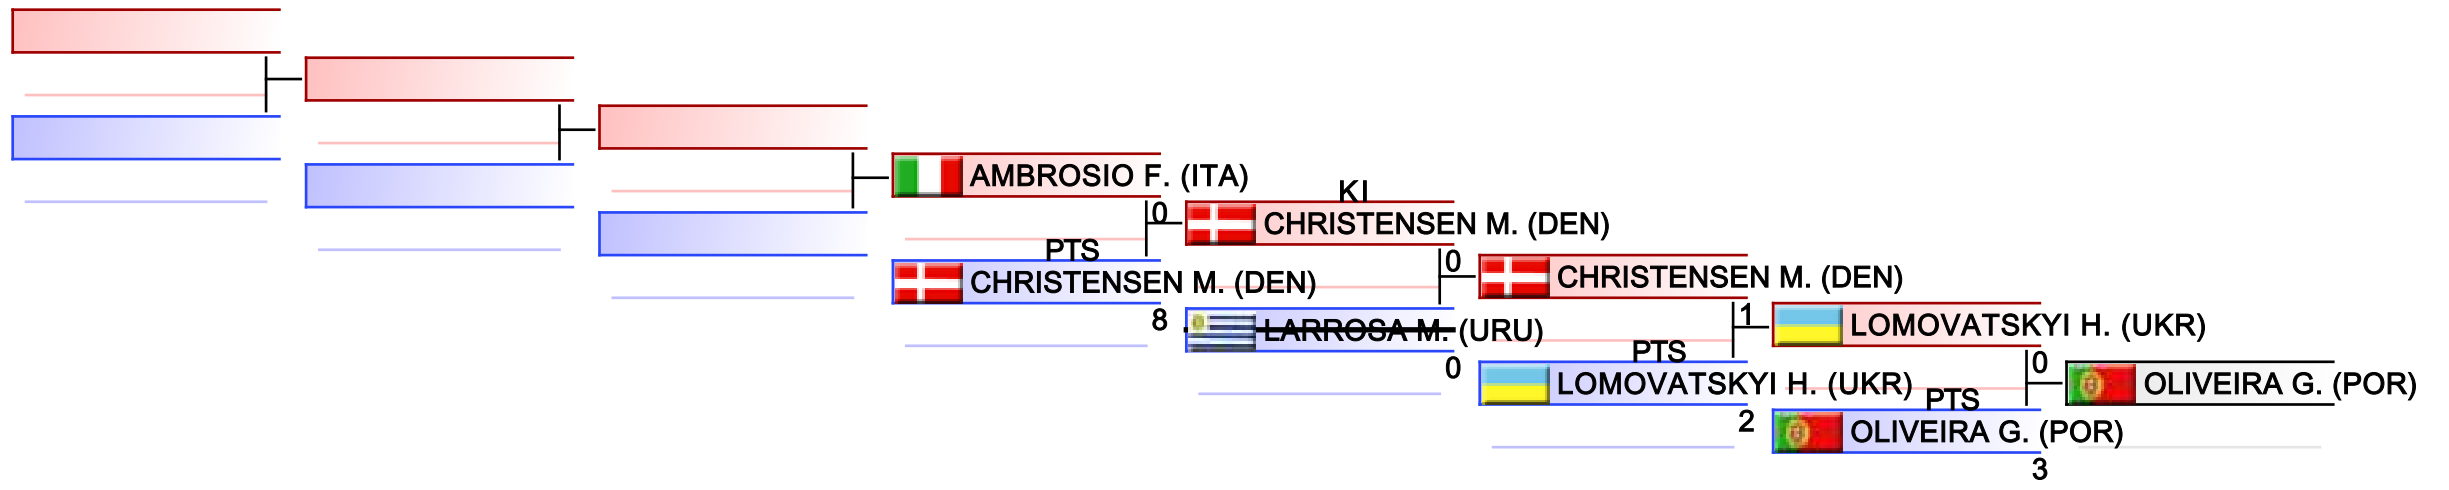 AMBROSIO F. (ITA)
0
PTS
CHRISTENSEN M. (DEN)
8
KI
CHRISTENSEN M. (DEN)
0
LARROSA M. (URU)
0
CHRISTENSEN M. (DEN)
1
PTS
LOMOVATSKYI H. (UKR)
2
LOMOVATSKYI H. (UKR)
0
PTS
OLIVEIRA G. (POR)
3
OLIVEIRA G. (POR)